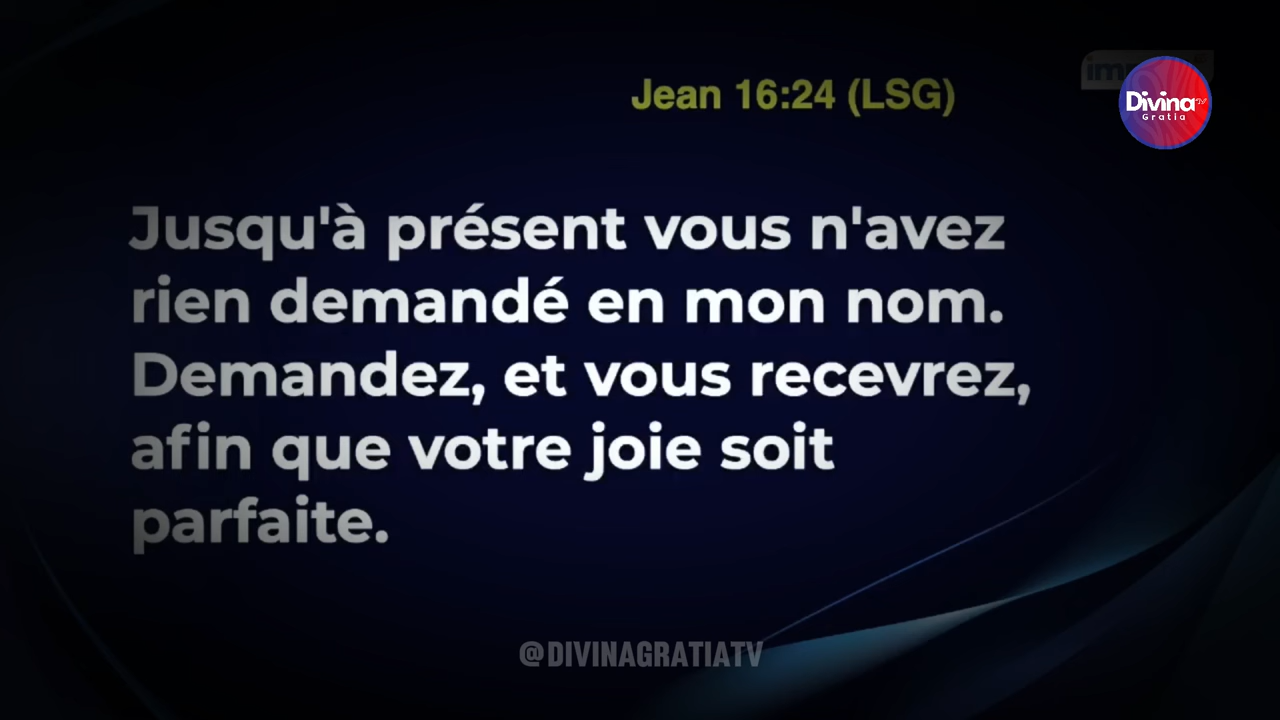 Jean 16:24 (LSG)
Divina TV
Gratia
Jusqu'à présent vous n'avez
rien demandé en mon nom.
Demandez, et vous recevrez,
afin que votre joie soit
parfaite.
@DIVINAGRATIATV